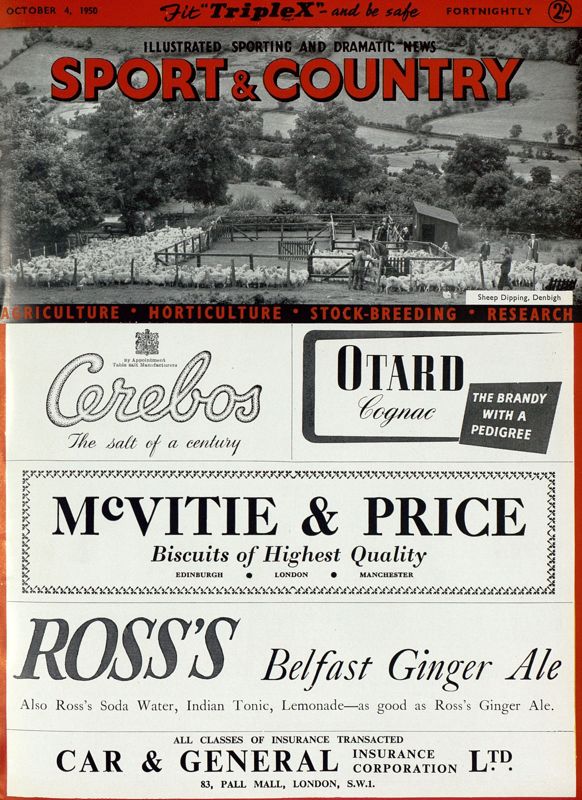 OCTOBER 4, 1950
Fit "TripleX" - and be safe
FORTNIGHTLY
2/-
ILLUSTRATED SPORTING AND DRAMATIC NEWS
SPORT & COUNTRY
Sheep Dipping, Denbigh
AGRICULTURE • HORTICULTURE • STOCK-BREEDING • RESEARCH
By Appointment
Table salt Manufacturers
Cerebos
The salt of a century
OTARD
Cognac
THE BRANDY
WITH A
PEDIGREE
McVITIE & PRICE
Biscuits of Highest Quality
EDINBURGH • LONDON • MANCHESTER
ROSS'S
Belfast Ginger Ale
Also Ross's Soda Water, Indian Tonic, Lemonade—as good as Ross's Ginger Ale.
ALL CLASSES OF INSURANCE TRANSACTED
CAR & GENERAL INSURANCE CORPORATION LTD.
83, PALL MALL, LONDON, S.W.1.